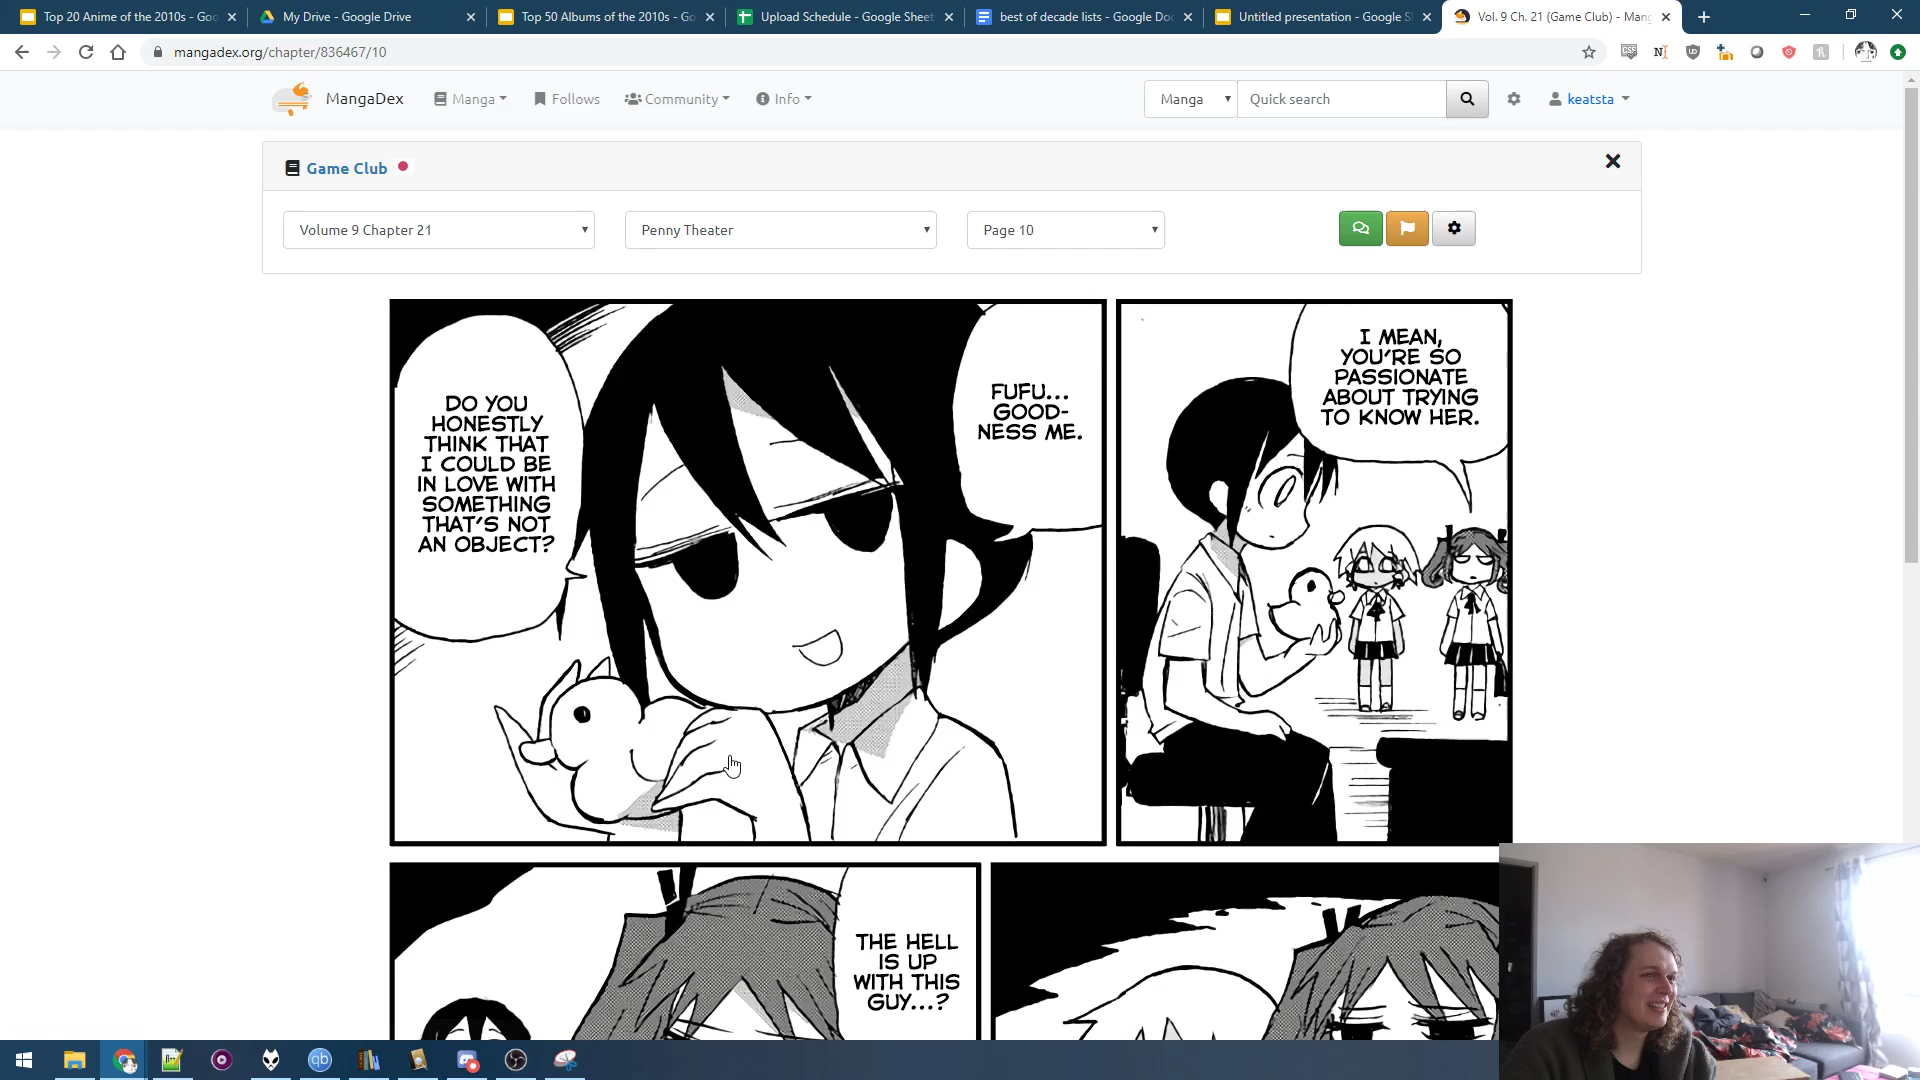 Top 20 Anime of the 2010s - Goo
My Drive - Google Drive
Top 50 Albums of the 2010s - Go
Upload Schedule - Google Sheet
best of decade lists - Google Doc
Untitled presentation - Google Sl
Vol. 9 Ch. 21 (Game Club) - Mang
mangadex.org/chapter/836467/10
MangaDex
Manga
Follows
Community
Info
Manga
Quick search
keatsta
Game Club
Volume 9 Chapter 21
Penny Theater
Page 10
I MEAN,
YOU'RE SO
PASSIONATE
ABOUT TRYING
TO KNOW HER.
FUFU...
GOOD-
NESS ME.
DO YOU
HONESTLY
THINK THAT
I COULD BE
IN LOVE WITH
SOMETHING
THAT'S NOT
AN OBJECT?
THE HELL
IS UP
WITH THIS
GUY...?
qb